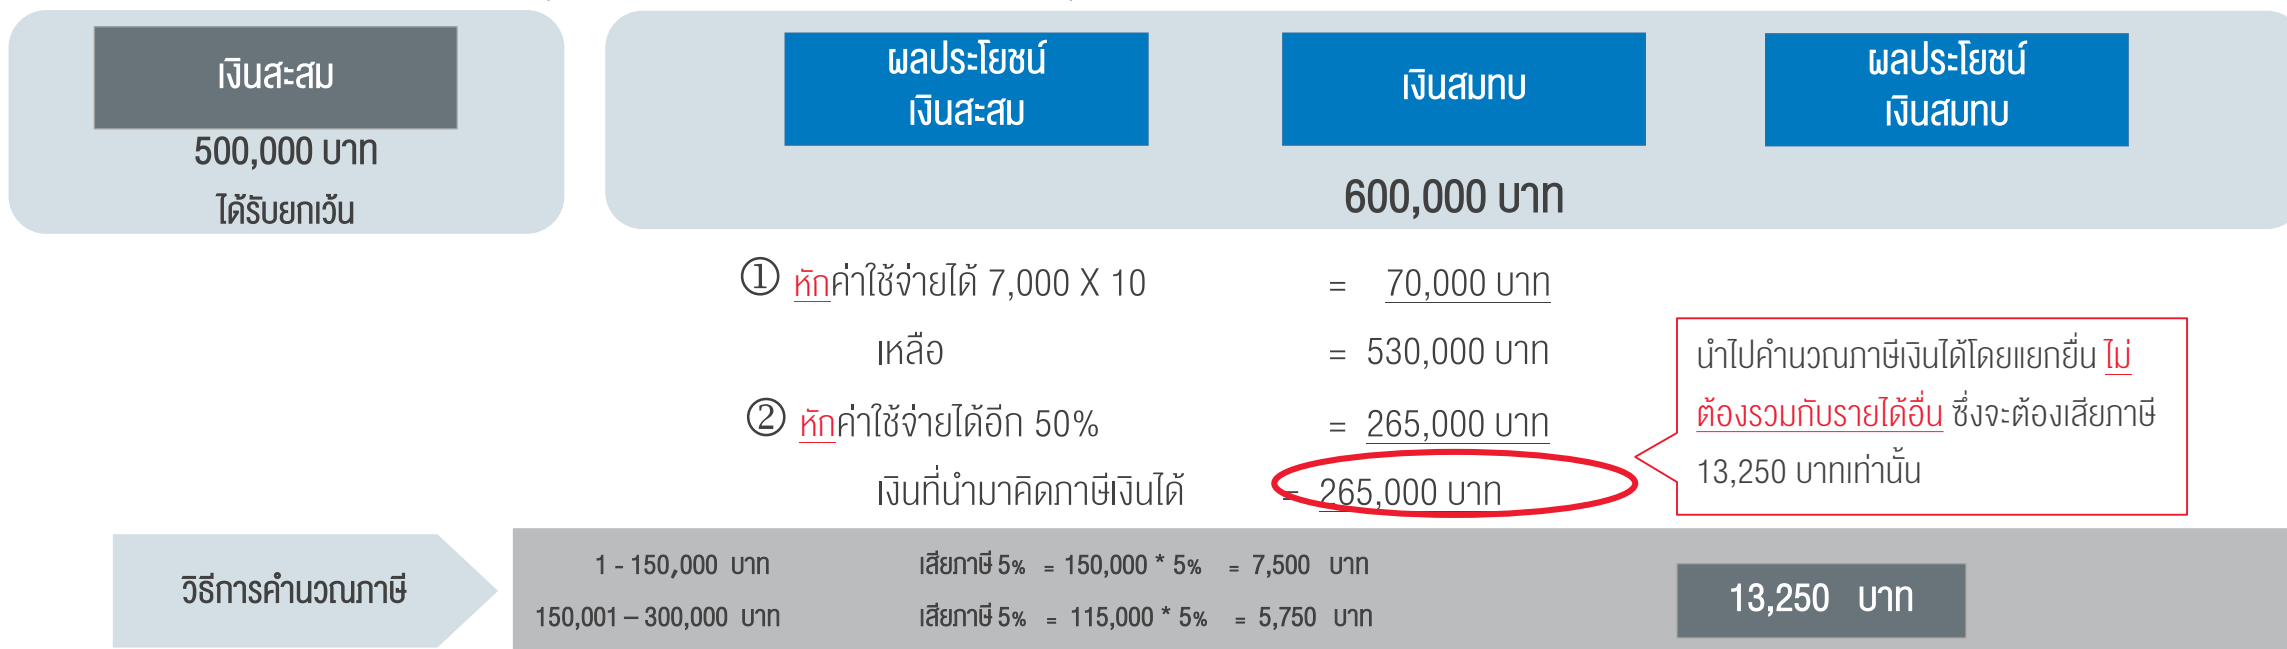 เงินสะสม
500,000 บาท
ได้รับยกเว้น
ผลประโยชน์
เงินสะสม
เงินสมทบ
ผลประโยชน์
เงินสมทบ
600,000 บาท
① หักค่าใช้จ่ายได้ 7,000 X 10 = 70,000 บาท
เหลือ = 530,000 บาท
② หักค่าใช้จ่ายได้อีก 50% = 265,000 บาท
เงินที่นำมาคิดภาษีเงินได้ = 265,000 บาท
นำไปคำนวณภาษีเงินได้โดยแยกยื่น ไม่
ต้องรวมกับรายได้อื่น ซึ่งจะต้องเสียภาษี
13,250 บาทเท่านั้น
วิธีการคำนวณภาษี
1 - 150,000 บาท เสียภาษี 5% = 150,000 * 5% = 7,500 บาท
150,001 – 300,000 บาท เสียภาษี 5% = 115,000 * 5% = 5,750 บาท
13,250 บาท